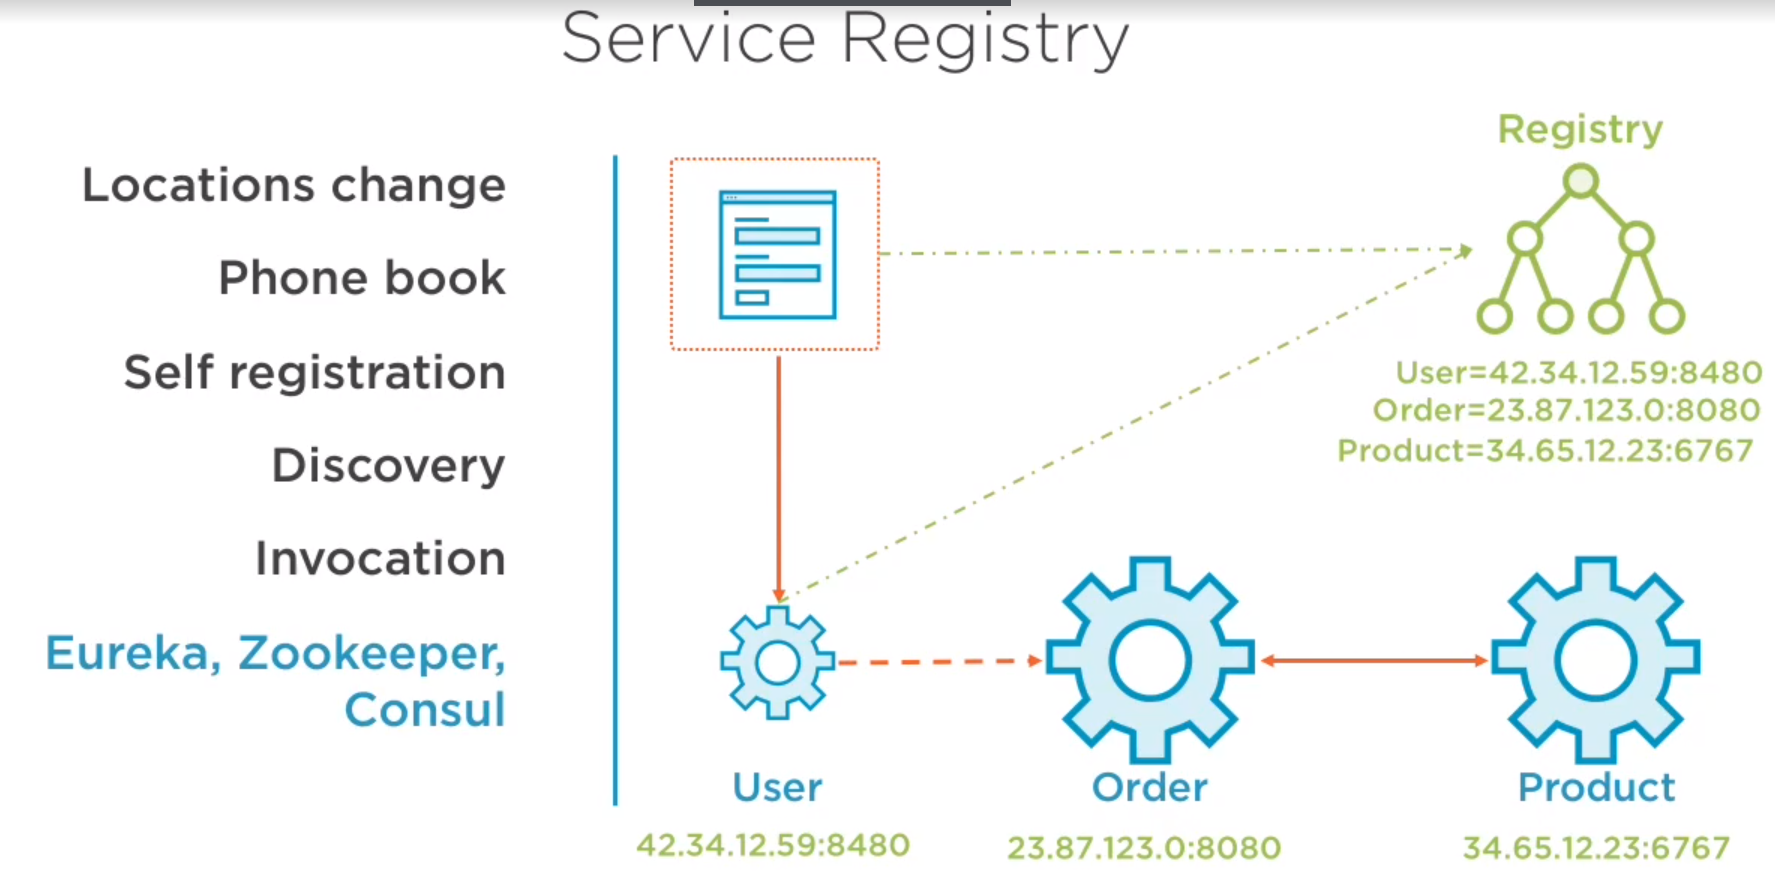 Service Registry
Locations change
Phone book
Self registration
Discovery
Invocation
Eureka, Zookeeper,
Consul
Registry
User=42.34.12.59:8480
Order=23.87.123.0:8080
Product=34.65.12.23:6767
User
Order
Product
42.34.12.59:8480
23.87.123.0:8080
34.65.12.23:6767